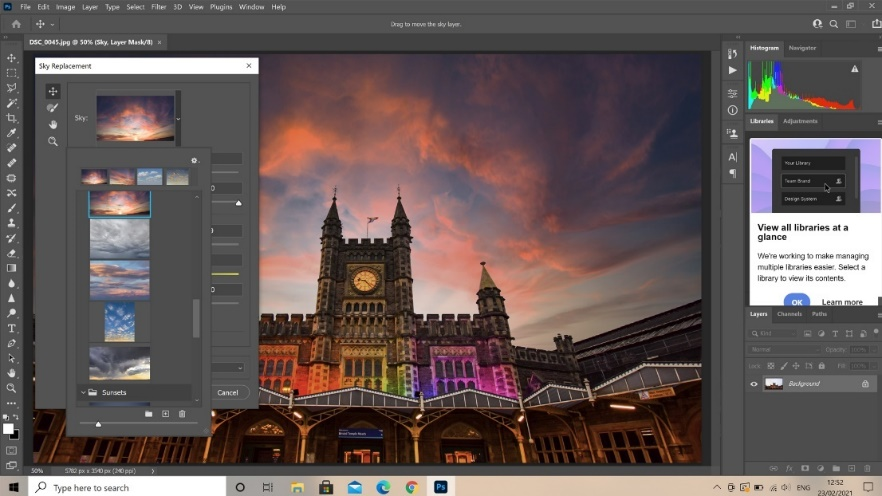 File Edit Image Layer Type Select Filter 3D View Plugins Window Help
Drag to move the sky layer.
DSC_0045.jpg @ 50% (Sky, Layer Mask/8) ×
Sky Replacement
Sky:
Sunsets
Cancel
Histogram Navigator
Libraries Adjustments
Your Library
Team Brand
Design System
View all libraries at a
glance
We're working to make managing
multiple libraries easier. Select a
library to view its contents.
OK Learn more
Layers Channels Paths
Kind
Normal Opacity:
Lock: Fill:
Background
50% 5782 px x 3340 px (240 ppi)
Type here to search
Ps
ENG
12:52
23/02/2021